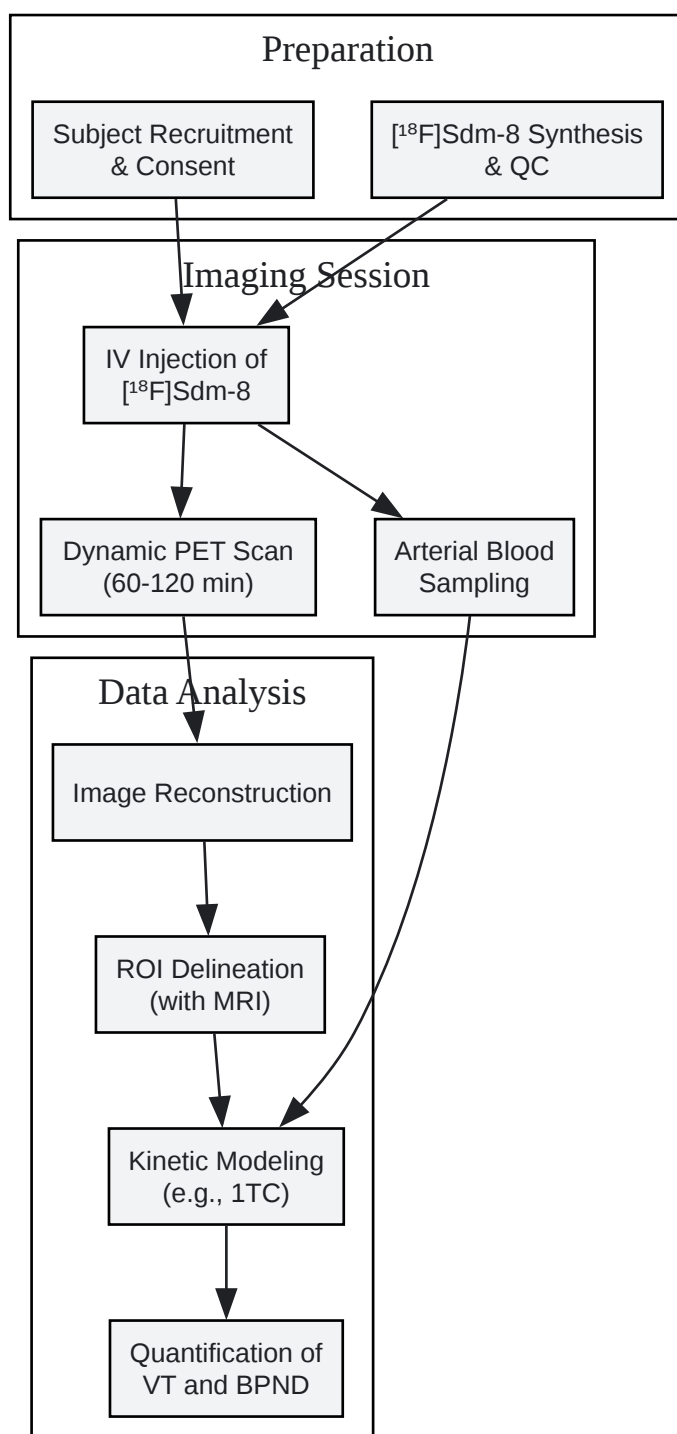 Preparation
Subject Recruitment
& Consent
[¹⁸F]Sdm-8 Synthesis
& QC
Imaging Session
IV Injection of
[¹⁸F]Sdm-8
Dynamic PET Scan
(60-120 min)
Arterial Blood
Sampling
Data Analysis
Image Reconstruction
ROI Delineation
(with MRI)
Kinetic Modeling
(e.g., 1TC)
Quantification of
VT and BPND